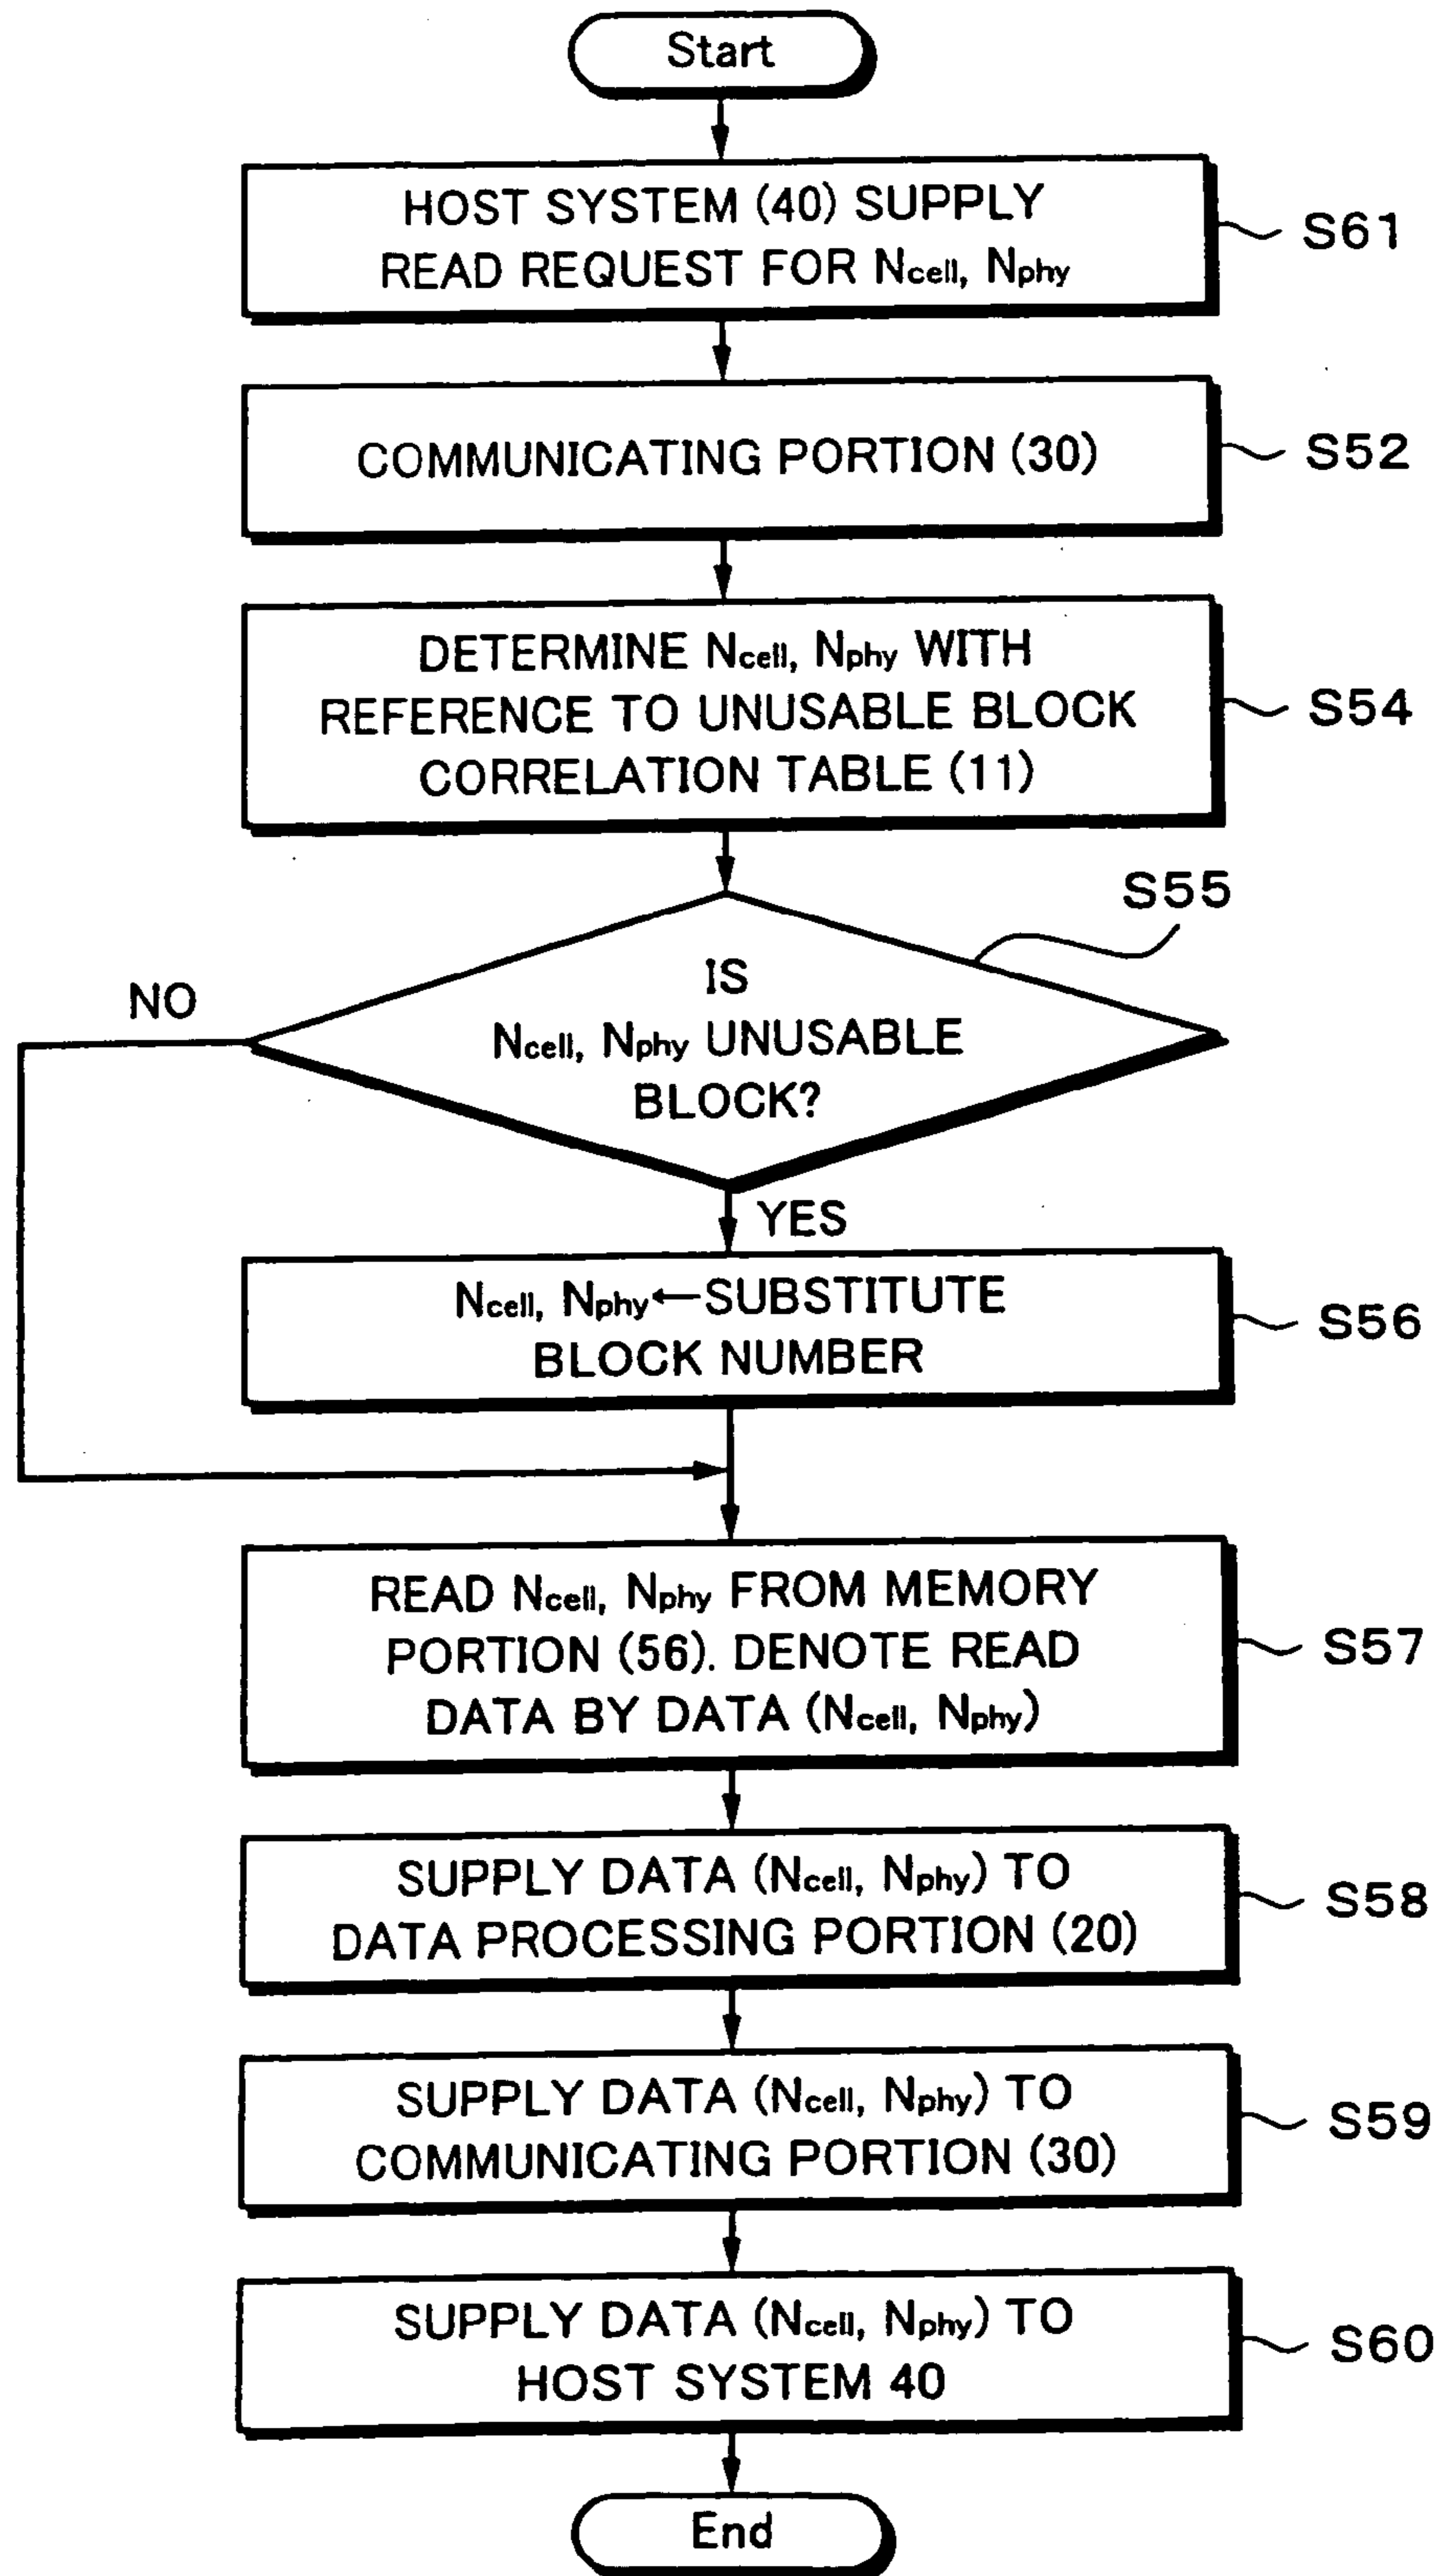 Start
HOST SYSTEM (40) SUPPLY
READ REQUEST FOR Ncell, Nphy
S61
COMMUNICATING PORTION (30)
S52
DETERMINE Ncell, Nphy WITH
REFERENCE TO UNUSABLE BLOCK
CORRELATION TABLE (11)
S54
S55
IS
Ncell, Nphy UNUSABLE
BLOCK?
NO
YES
Ncell, Nphy←SUBSTITUTE
BLOCK NUMBER
S56
READ Ncell, Nphy FROM MEMORY
PORTION (56). DENOTE READ
DATA BY DATA (Ncell, Nphy)
S57
SUPPLY DATA (Ncell, Nphy) TO
DATA PROCESSING PORTION (20)
S58
SUPPLY DATA (Ncell, Nphy) TO
COMMUNICATING PORTION (30)
S59
SUPPLY DATA (Ncell, Nphy) TO
HOST SYSTEM 40
S60
End